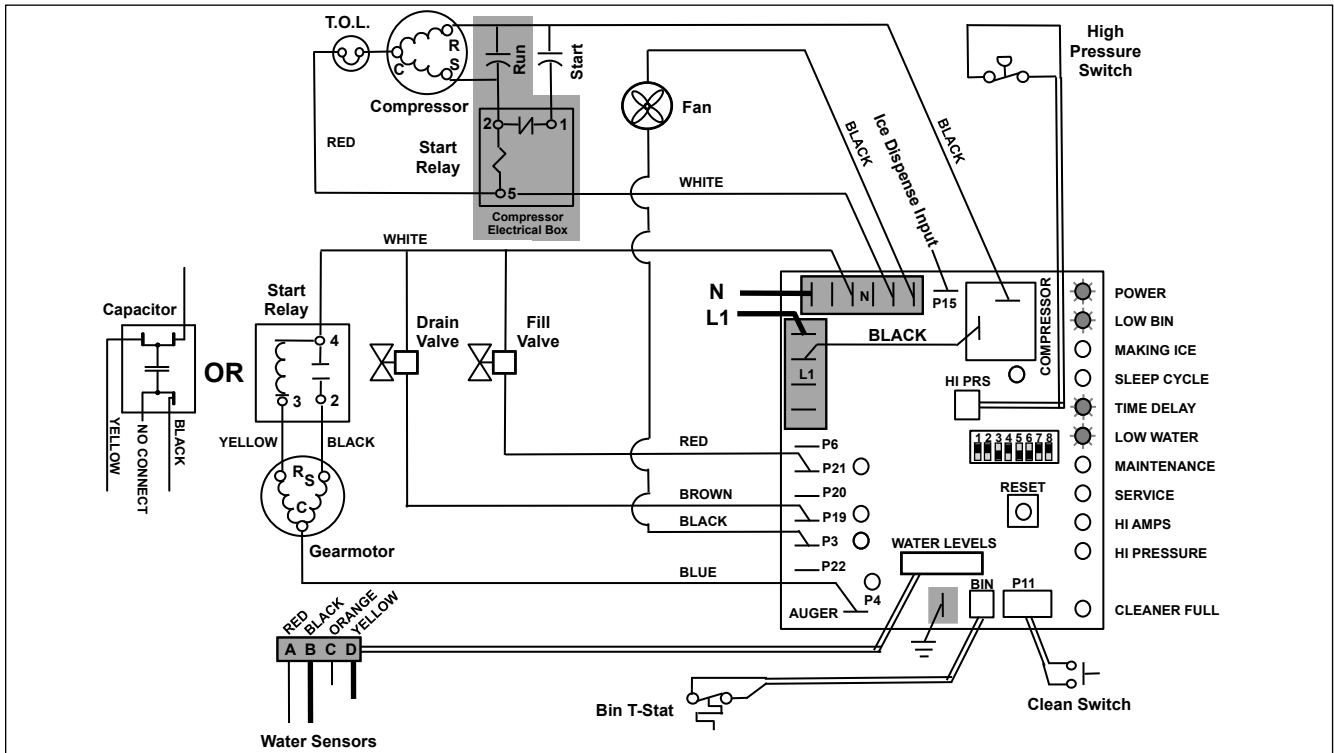 T.O.L.
R
S
C
Compressor
Run
Start
2
1
5
Start
Relay
Compressor
Electrical Box
RED
WHITE
Fan
BLACK
Ice Dispense Input
BLACK
High
Pressure
Switch
WHITE
Capacitor
YELLOW
NO CONNECT
BLACK
OR
Start
Relay
4
3
2
YELLOW
BLACK
R
S
C
Gearmotor
Drain
Valve
Fill
Valve
N
L1
N
P15
BLACK
L1
COMPRESSOR
HI PRS
1 2 3 4 5 6 7 8
RESET
RED
P6
P21
P20
BROWN
P19
BLACK
P3
P22
BLUE
P4
AUGER
WATER LEVELS
BIN
P11
POWER
LOW BIN
MAKING ICE
SLEEP CYCLE
TIME DELAY
LOW WATER
MAINTENANCE
SERVICE
HI AMPS
HI PRESSURE
CLEANER FULL
RED
BLACK
ORANGE
YELLOW
A B C D
Water Sensors
Bin T-Stat
Clean Switch